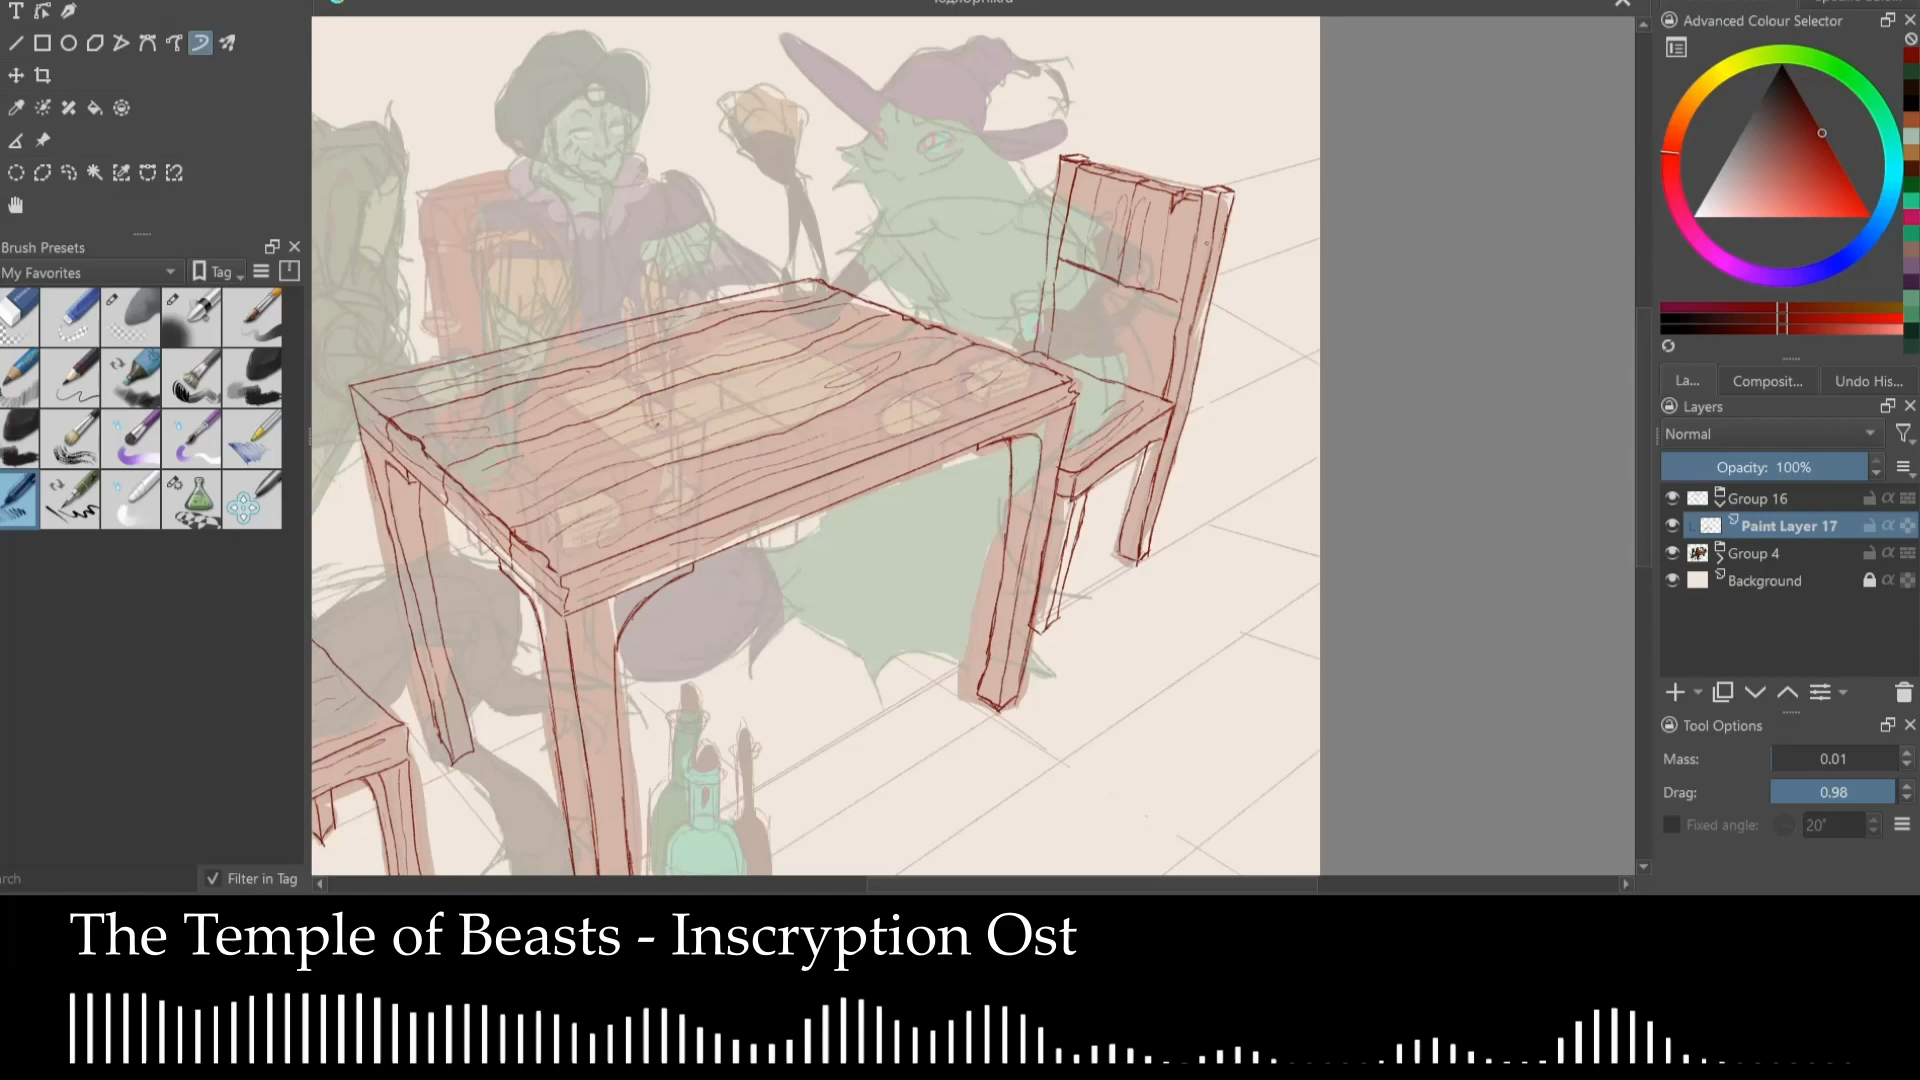 Advanced Colour Selector
Brush Presets
My Favorites
Tag
La...
Composit...
Undo His...
Layers
Normal
Opacity: 100%
Group 16
Paint Layer 17
Group 4
Background
Tool Options
Mass:
0.01
Drag:
0.98
Fixed angle:
20°
Filter in Tag
The Temple of Beasts - Inscryption Ost